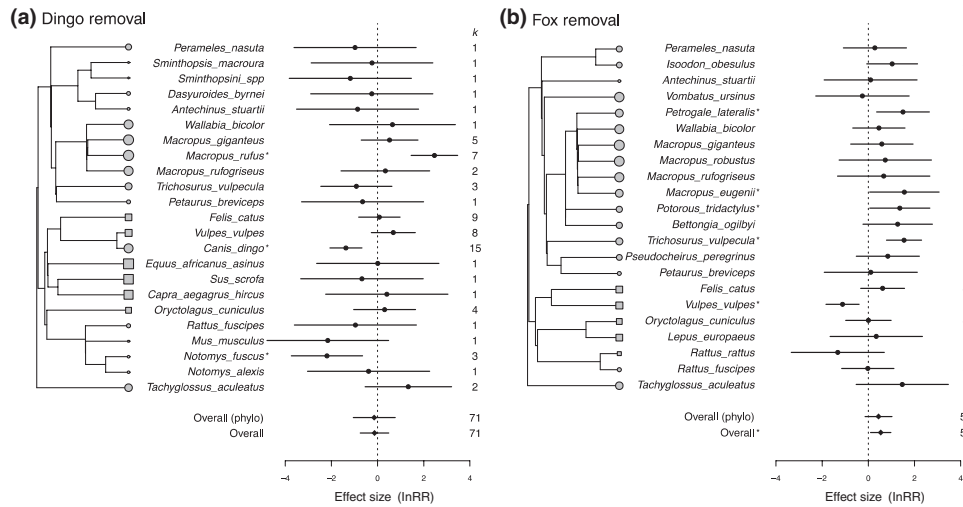 (a) Dingo removal
k
Perameles_nasuta 1
Sminthopsis_macroura 1
Sminthopsini_spp 1
Dasyuroides_byrnei 1
Antechinus_stuartii 1
Wallabia_bicolor 1
Macropus_giganteus 5
Macropus_rufus* 7
Macropus_rufogriseus 2
Trichosurus_vulpecula 3
Petaurus_breviceps 1
Felis_catus 9
Vulpes_vulpes 8
Canis_dingo* 15
Equus_africanus_asinus 1
Sus_scrofa 1
Capra_aegagrus_hircus 1
Oryctolagus_cuniculus 4
Rattus_fuscipes 1
Mus_musculus 1
Notomys_fuscus* 3
Notomys_alexis 1
Tachyglossus_aculeatus 2
Overall (phylo) 71
Overall 71
−4 −2 0 2 4
Effect size (lnRR)
(b) Fox removal
Perameles_nasuta
Isoodon_obesulus
Antechinus_stuartii
Vombatus_ursinus
Petrogale_lateralis*
Wallabia_bicolor
Macropus_giganteus
Macropus_robustus
Macropus_rufogriseus
Macropus_eugenii*
Potorous_tridactylus*
Bettongia_ogilbyi
Trichosurus_vulpecula*
Pseudocheirus_peregrinus
Petaurus_breviceps
Felis_catus
Vulpes_vulpes*
Oryctolagus_cuniculus
Lepus_europaeus
Rattus_rattus
Rattus_fuscipes
Tachyglossus_aculeatus
Overall (phylo)
Overall*
−4 −2 0 2 4
Effect size (lnRR)